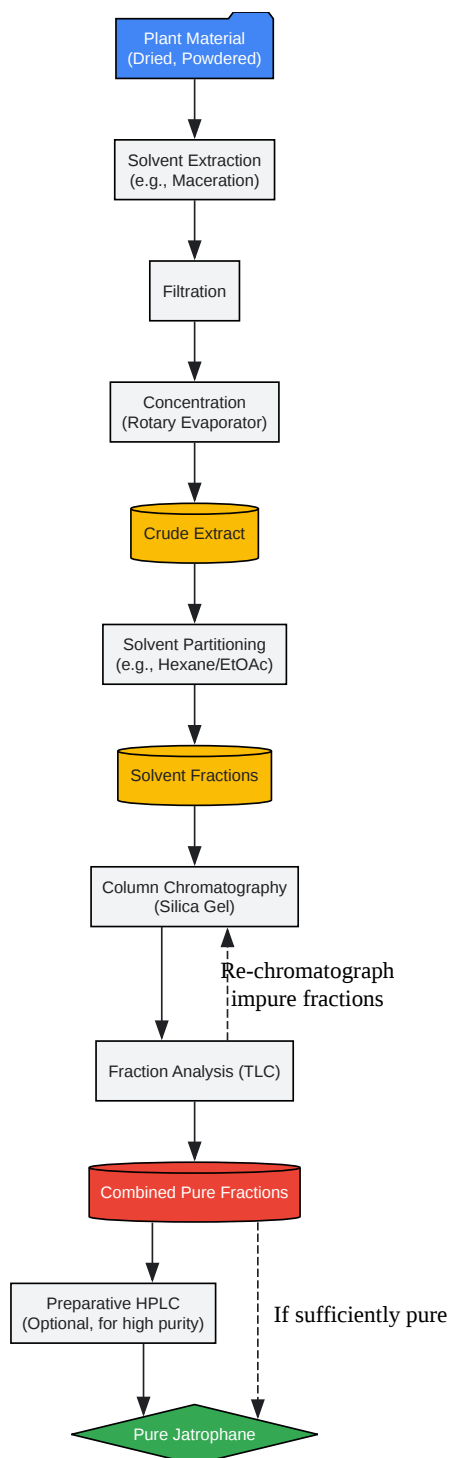 Plant Material
(Dried, Powdered)
Solvent Extraction
(e.g., Maceration)
Filtration
Concentration
(Rotary Evaporator)
Crude Extract
Solvent Partitioning
(e.g., Hexane/EtOAc)
Solvent Fractions
Column Chromatography
(Silica Gel)
Re-chromatograph
impure fractions
Fraction Analysis (TLC)
Combined Pure Fractions
Preparative HPLC
(Optional, for high purity)
If sufficiently pure
Pure Jatrophane